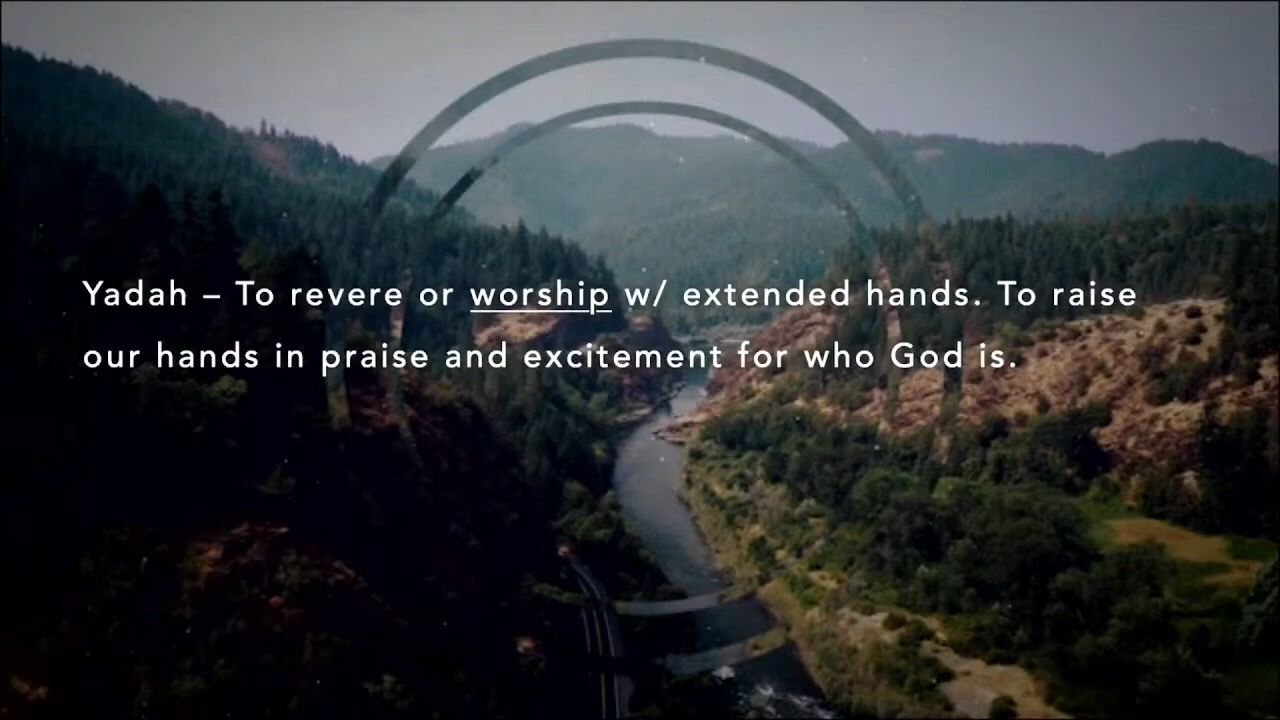 Yadah – To revere or worship w/ extended hands. To raise
our hands in praise and excitement for who God is.